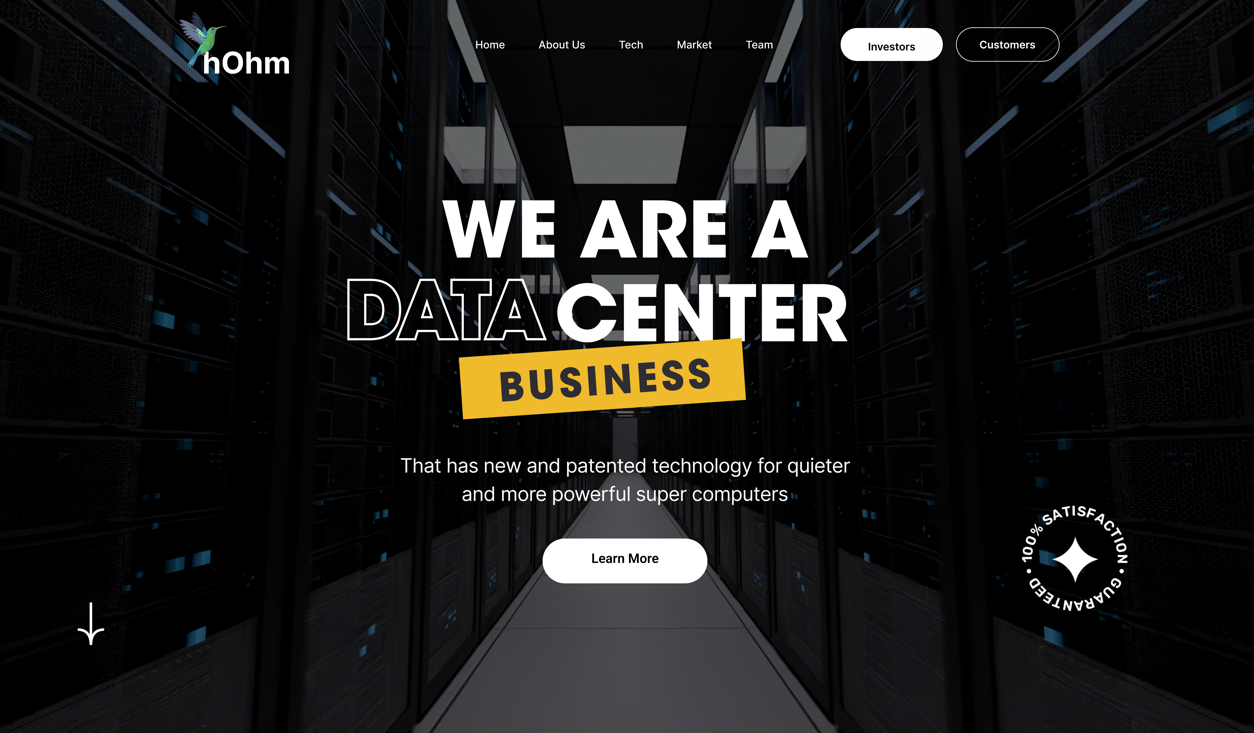 hOhm
Home About Us Tech Market Team Investors Customers
WE ARE A
DATA CENTER
BUSINESS
That has new and patented technology for quieter
and more powerful super computers
Learn More
100% SATISFACTION • GUARANTEED •